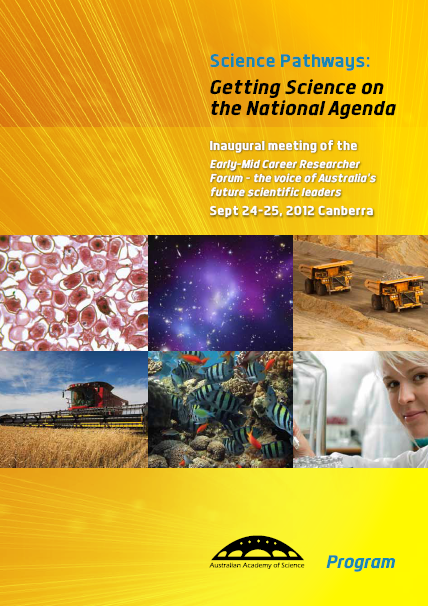 Science Pathways:
Getting Science on
the National Agenda
Inaugural meeting of the
Early-Mid Career Researcher
Forum - the voice of Australia's
future scientific leaders
Sept 24-25, 2012 Canberra
Australian Academy of Science
Program